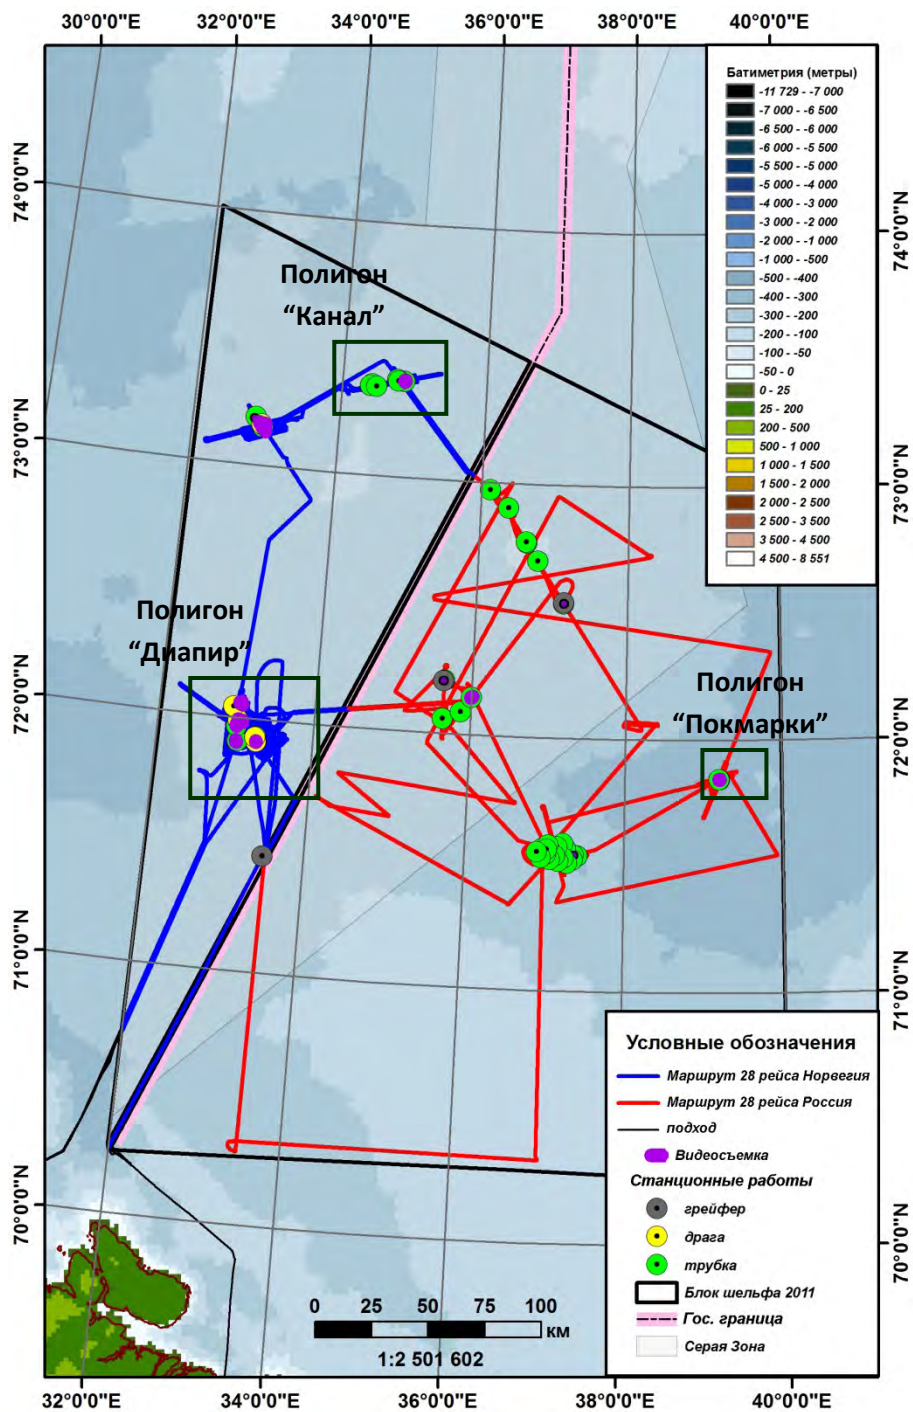 30°0'0"E
32°0'0"E
34°0'0"E
36°0'0"E
38°0'0"E
40°0'0"E
Батиметрия (метры)
-11 729 - -7 000
-7 000 - -6 500
-6 500 - -6 000
-6 000 - -5 500
-5 500 - -5 000
-5 000 - -4 000
-4 000 - -3 000
-3 000 - -2 000
-2 000 - -1 000
-1 000 - -500
-500 - -400
-400 - -300
-300 - -200
-200 - -100
-100 - -50
-50 - 0
0 - 25
25 - 200
200 - 500
500 - 1 000
1 000 - 1 500
1 500 - 2 000
2 000 - 2 500
2 500 - 3 500
3 500 - 4 500
4 500 - 8 551
74°0'0"N
74°0'0"N
Полигон
“Канал”
73°0'0"N
73°0'0"N
Полигон
“Диапир”
72°0'0"N
72°0'0"N
Полигон
“Покмарки”
71°0'0"N
71°0'0"N
Условные обозначения
Маршрут 28 рейса Норвегия
Маршрут 28 рейса Россия
подход
Видеосъемка
Станционные работы
грейфер
драга
трубка
Блок шельфа 2011
Гос. граница
Серая Зона
70°0'0"N
70°0'0"N
0 25 50 75 100
км
1:2 501 602
32°0'0"E
34°0'0"E
36°0'0"E
38°0'0"E
40°0'0"E